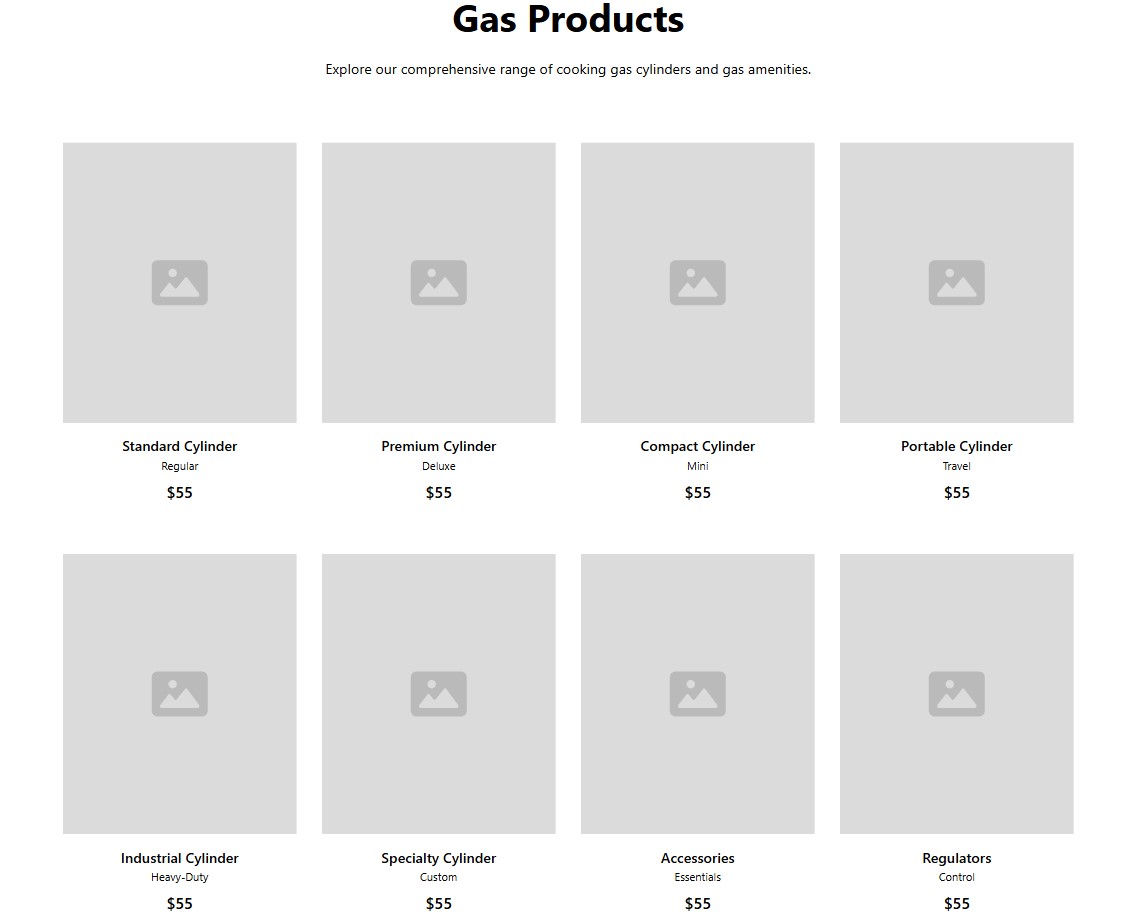 Gas Products
Explore our comprehensive range of cooking gas cylinders and gas amenities.
Standard Cylinder
Regular
$55
Premium Cylinder
Deluxe
$55
Compact Cylinder
Mini
$55
Portable Cylinder
Travel
$55
Industrial Cylinder
Heavy-Duty
$55
Specialty Cylinder
Custom
$55
Accessories
Essentials
$55
Regulators
Control
$55